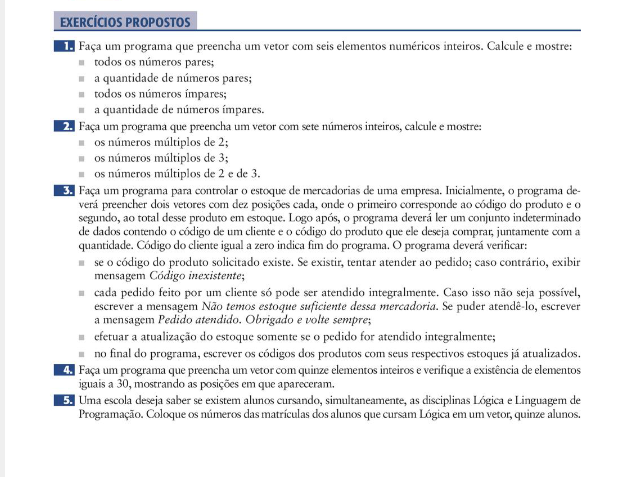 EXERCÍCIOS PROPOSTOS
1. Faça um programa que preencha um vetor com seis elementos numéricos inteiros. Calcule e mostre:
■ todos os números pares;
■ a quantidade de números pares;
■ todos os números ímpares;
■ a quantidade de números ímpares.
2. Faça um programa que preencha um vetor com sete números inteiros, calcule e mostre:
■ os números múltiplos de 2;
■ os números múltiplos de 3;
■ os números múltiplos de 2 e de 3.
3. Faça um programa para controlar o estoque de mercadorias de uma empresa. Inicialmente, o programa de-
verá preencher dois vetores com dez posições cada, onde o primeiro corresponde ao código do produto e o
segundo, ao total desse produto em estoque. Logo após, o programa deverá ler um conjunto indeterminado
de dados contendo o código de um cliente e o código do produto que ele deseja comprar, juntamente com a
quantidade. Código do cliente igual a zero indica fim do programa. O programa deverá verificar:
■ se o código do produto solicitado existe. Se existir, tentar atender ao pedido; caso contrário, exibir
mensagem Código inexistente;
■ cada pedido feito por um cliente só pode ser atendido integralmente. Caso isso não seja possível,
escrever a mensagem Não temos estoque suficiente dessa mercadoria. Se puder atendê-lo, escrever
a mensagem Pedido atendido. Obrigado e volte sempre;
■ efetuar a atualização do estoque somente se o pedido for atendido integralmente;
■ no final do programa, escrever os códigos dos produtos com seus respectivos estoques já atualizados.
4. Faça um programa que preencha um vetor com quinze elementos inteiros e verifique a existência de elementos
iguais a 30, mostrando as posições em que apareceram.
5. Uma escola deseja saber se existem alunos cursando, simultaneamente, as disciplinas Lógica e Linguagem de
Programação. Coloque os números das matrículas dos alunos que cursam Lógica em um vetor, quinze alunos.